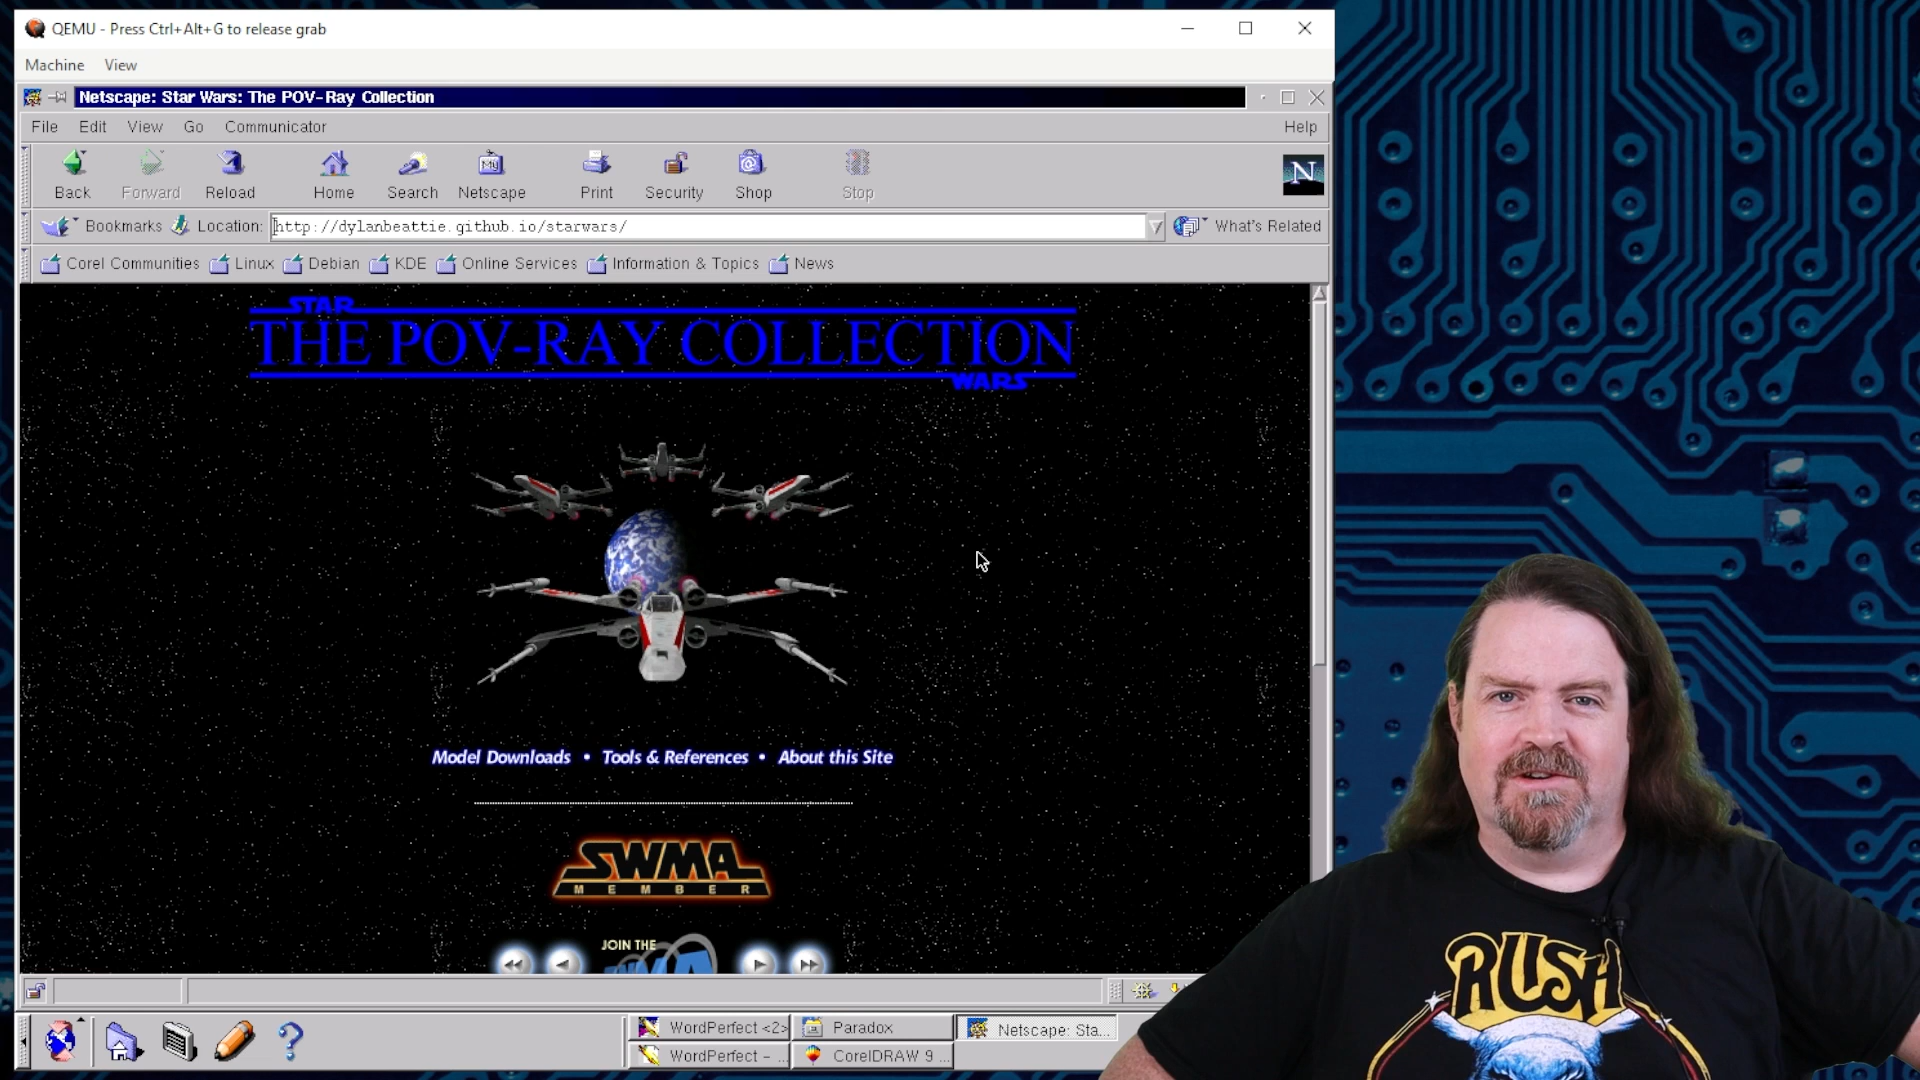 QEMU - Press Ctrl+Alt+G to release grab
Machine View
Netscape: Star Wars: The POV-Ray Collection
File Edit View Go Communicator Help
Back Forward Reload Home Search Netscape Print Security Shop Stop
My
N
Bookmarks Location: http://dylanbeattie.github.io/starwars/ What's Related
Corel Communities Linux Debian KDE Online Services Information & Topics News
STAR
THE POV-RAY COLLECTION
WARS
Model Downloads • Tools & References • About this Site
SWMA
MEMBER
JOIN THE
WordPerfect <2> Paradox Netscape: Sta...
WordPerfect - ... CorelDRAW 9 ...
RUSH